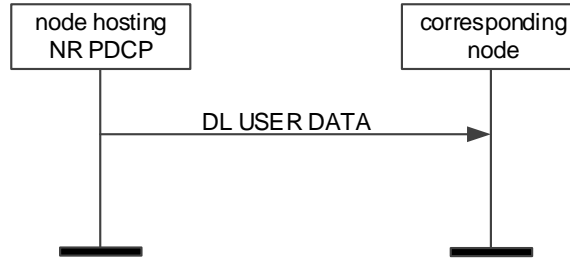 node hosting
NR PDCP
corresponding
node
DL USER DATA